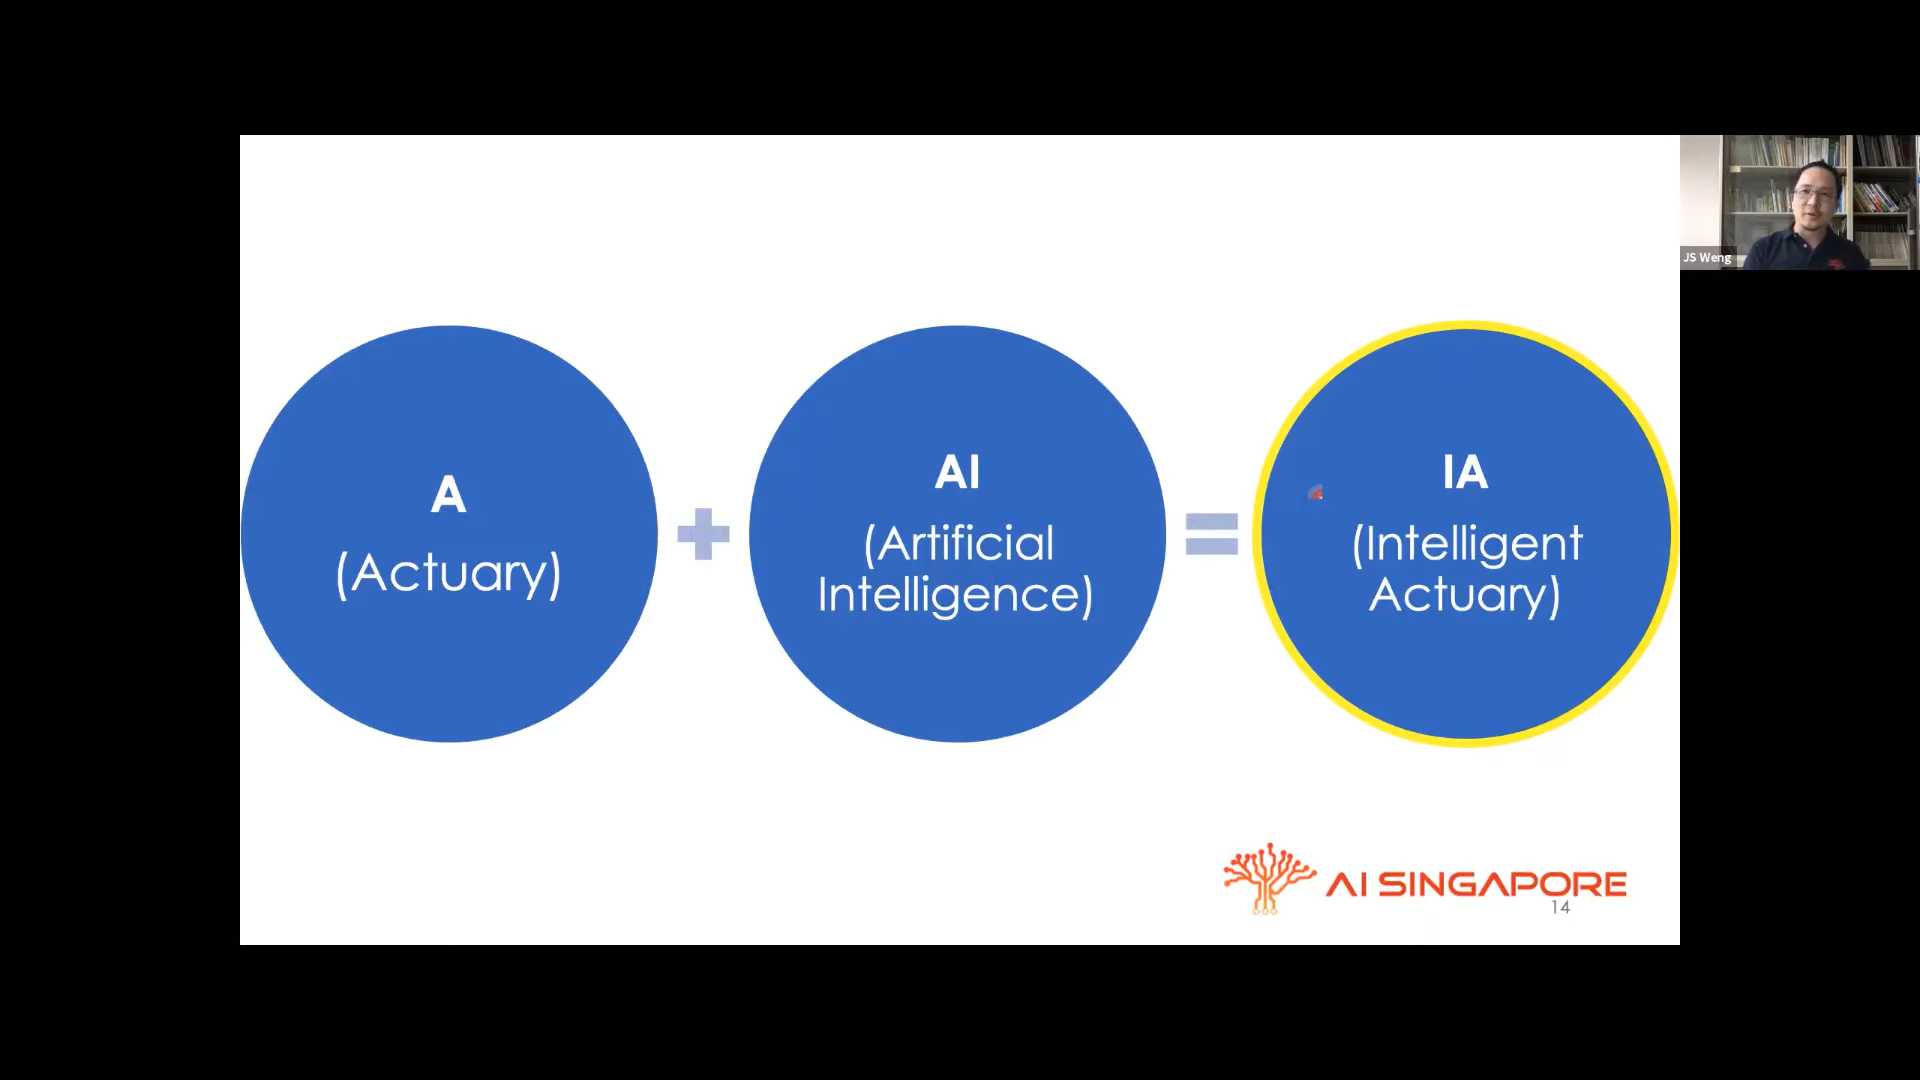 JS Weng
A
(Actuary)
AI
(Artificial
Intelligence)
IA
(Intelligent
Actuary)
AI SINGAPORE
14